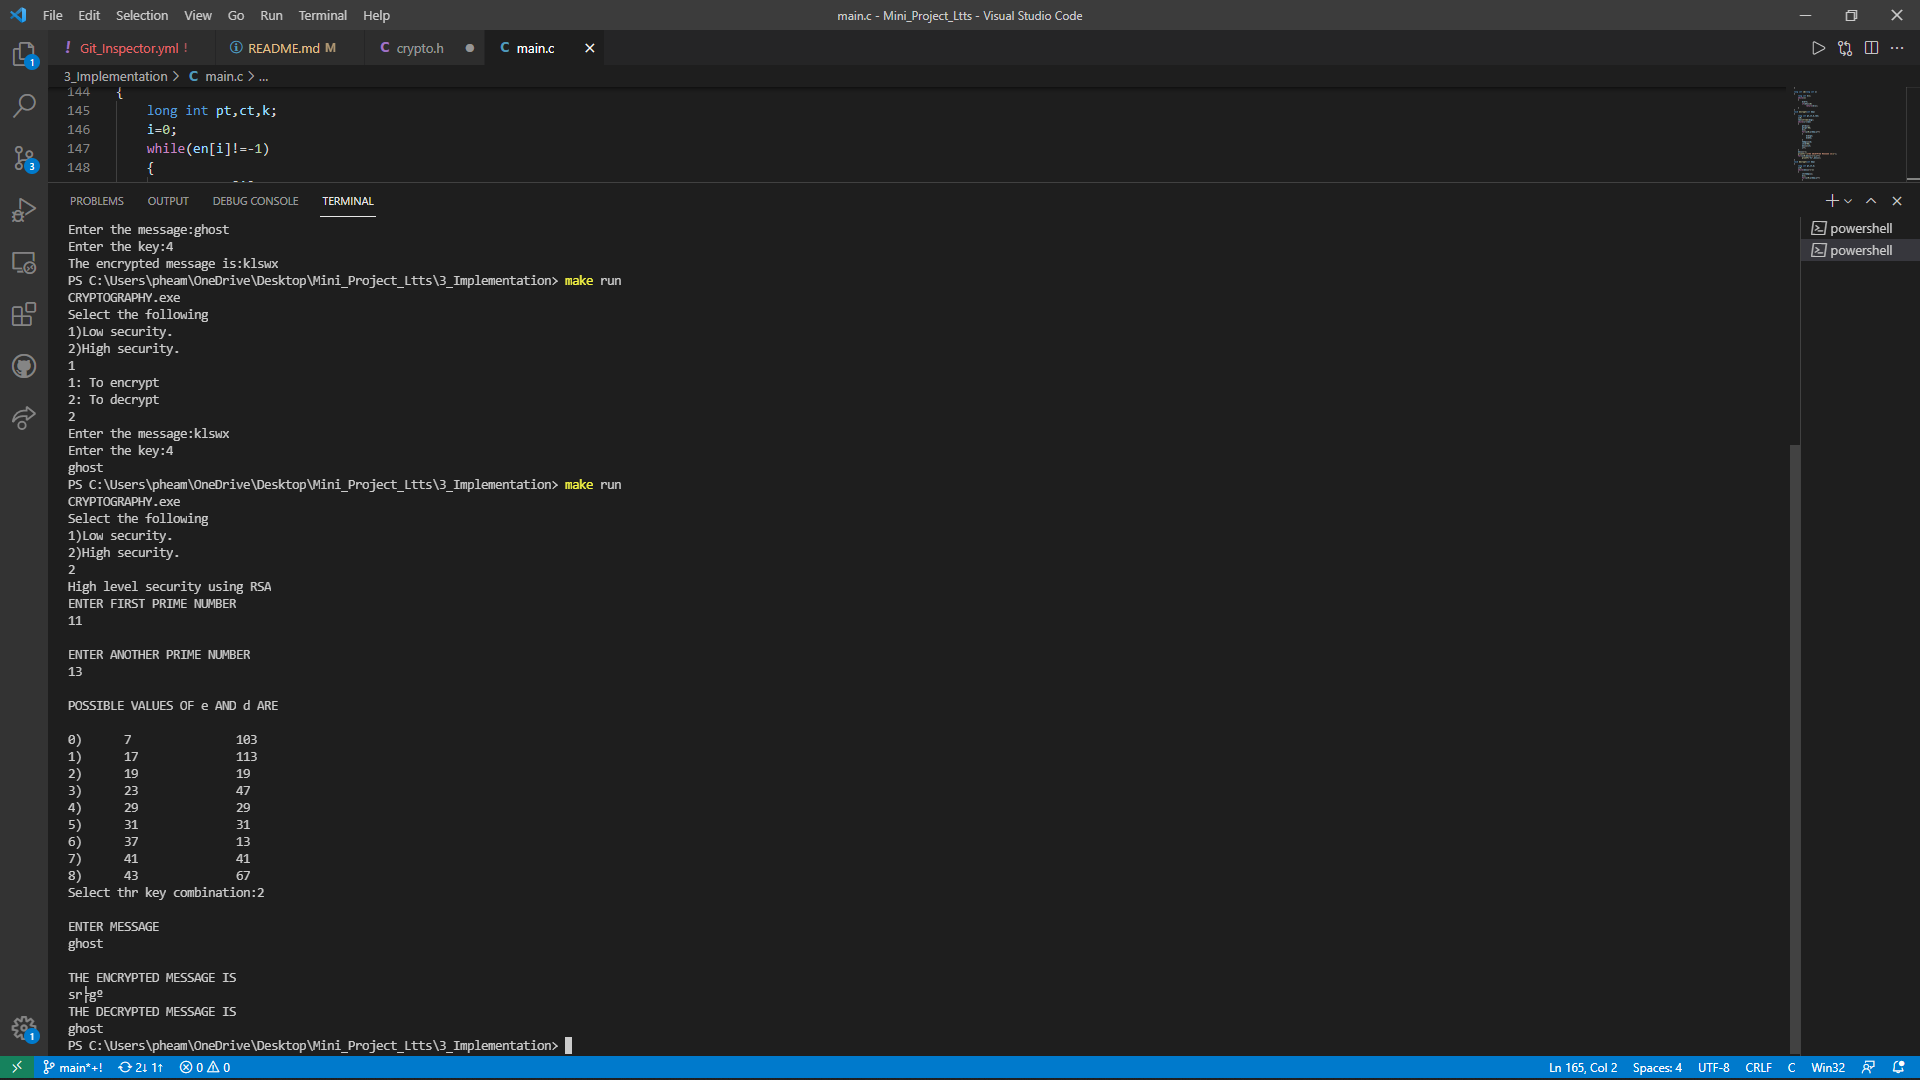 File Edit Selection View Go Run Terminal Help
main.c - Mini_Project_Ltts - Visual Studio Code
! Git_Inspector.yml !
README.md M
C crypto.h
C main.c
3_Implementation > C main.c > ...
144 {
145 long int pt,ct,k;
146 i=0;
147 while(en[i]!=-1)
148 {
PROBLEMS OUTPUT DEBUG CONSOLE TERMINAL
powershell
powershell
Enter the message:ghost
Enter the key:4
The encrypted message is:klswx
PS C:\Users\pheam\OneDrive\Desktop\Mini_Project_Ltts\3_Implementation> make run
CRYPTOGRAPHY.exe
Select the following
1)Low security.
2)High security.
1
1: To encrypt
2: To decrypt
2
Enter the message:klswx
Enter the key:4
ghost
PS C:\Users\pheam\OneDrive\Desktop\Mini_Project_Ltts\3_Implementation> make run
CRYPTOGRAPHY.exe
Select the following
1)Low security.
2)High security.
2
High level security using RSA
ENTER FIRST PRIME NUMBER
11
ENTER ANOTHER PRIME NUMBER
13
POSSIBLE VALUES OF e AND d ARE
0) 7 103
1) 17 113
2) 19 19
3) 23 47
4) 29 29
5) 31 31
6) 37 13
7) 41 41
8) 43 67
Select thr key combination:2
ENTER MESSAGE
ghost
THE ENCRYPTED MESSAGE IS
sr├gº
THE DECRYPTED MESSAGE IS
ghost
PS C:\Users\pheam\OneDrive\Desktop\Mini_Project_Ltts\3_Implementation>
1
3
1
main*+! 2↓ 1↑ 0 0
Ln 165, Col 2 Spaces: 4 UTF-8 CRLF C Win32